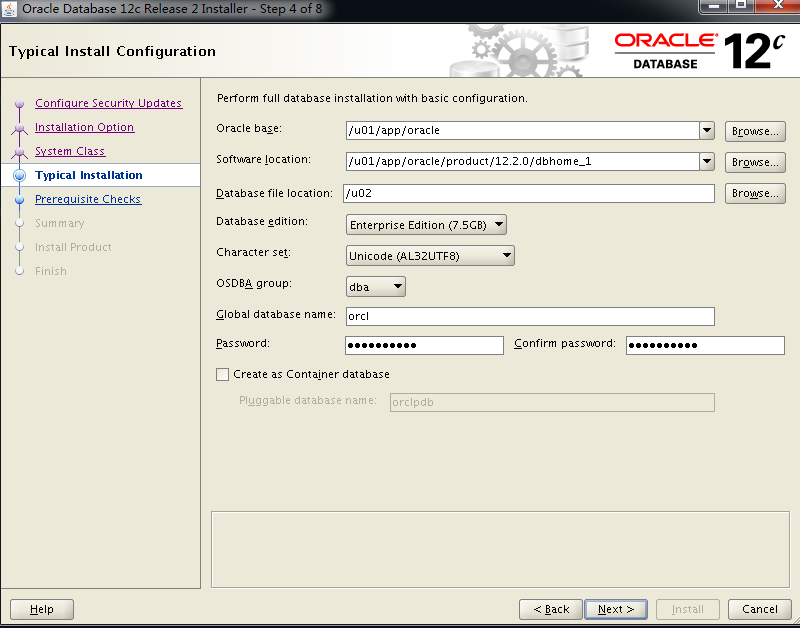 Oracle Database 12c Release 2 Installer - Step 4 of 8
Typical Install Configuration
ORACLE DATABASE 12c
Configure Security Updates
Installation Option
System Class
Typical Installation
Prerequisite Checks
Summary
Install Product
Finish
Perform full database installation with basic configuration.
Oracle base: /u01/app/oracle Browse...
Software location: /u01/app/oracle/product/12.2.0/dbhome_1 Browse...
Database file location: /u02 Browse...
Database edition: Enterprise Edition (7.5GB)
Character set: Unicode (AL32UTF8)
OSDBA group: dba
Global database name: orcl
Password: •••••••••• Confirm password: ••••••••••
Create as Container database
Pluggable database name: orclpdb
Help < Back Next > Install Cancel